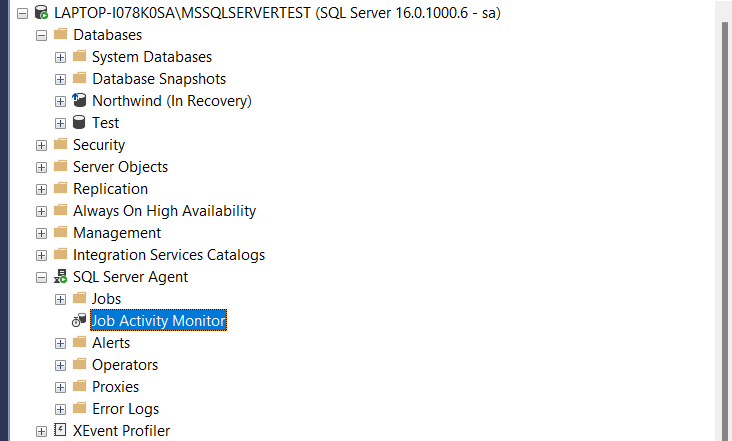 LAPTOP-I078K0SA\MSSQLSERVERTEST (SQL Server 16.0.1000.6 - sa)
Databases
System Databases
Database Snapshots
Northwind (In Recovery)
Test
Security
Server Objects
Replication
Always On High Availability
Management
Integration Services Catalogs
SQL Server Agent
Jobs
Job Activity Monitor
Alerts
Operators
Proxies
Error Logs
XEvent Profiler